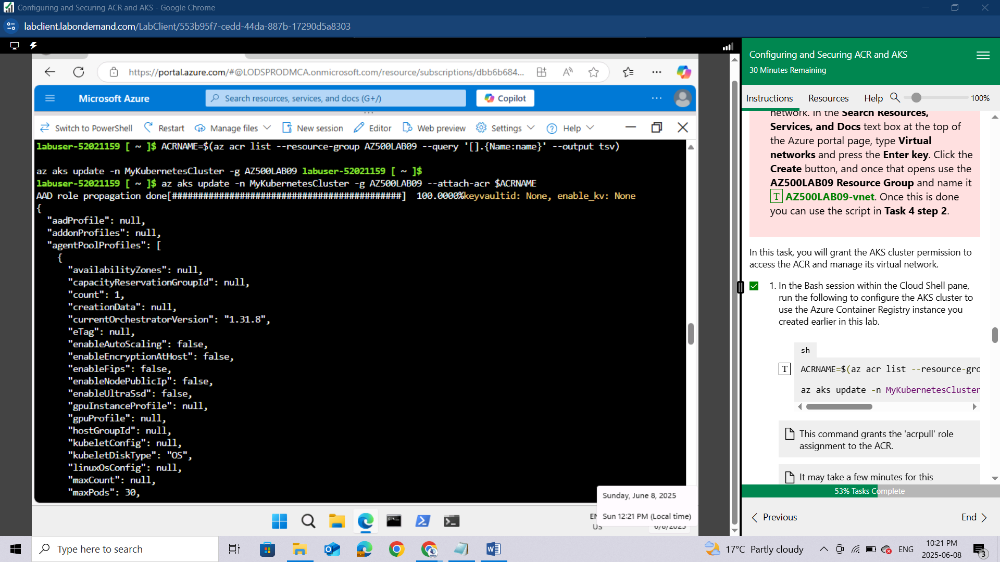 Configuring and Securing ACR and AKS - Google Chrome
labclient.labondemand.com/LabClient/553b95f7-cedd-44da-887b-17290d5a8303
https://portal.azure.com/#@LODSPRODMCA.onmicrosoft.com/resource/subscriptions/dbb6b684...
Microsoft Azure
Search resources, services, and docs (G+/)
Copilot
Switch to PowerShell
Restart
Manage files
New session
Editor
Web preview
Settings
Help
labuser-52021159 [ ~ ]$ ACRNAME=$(az acr list --resource-group AZ500LAB09 --query '[].{Name:name}' --output tsv)
az aks update -n MyKubernetesCluster -g AZ500LAB09 labuser-52021159 [ ~ ]$
labuser-52021159 [ ~ ]$ az aks update -n MyKubernetesCluster -g AZ500LAB09 --attach-acr $ACRNAME
AAD role propagation done[############################################] 100.0000%keyvaultid: None, enable_kv: None
{
"aadProfile": null,
"addonProfiles": null,
"agentPoolProfiles": [
{
"availabilityZones": null,
"capacityReservationGroupId": null,
"count": 1,
"creationData": null,
"currentOrchestratorVersion": "1.31.8",
"eTag": null,
"enableAutoScaling": false,
"enableEncryptionAtHost": false,
"enableFips": false,
"enableNodePublicIp": false,
"enableUltraSsd": false,
"gpuInstanceProfile": null,
"gpuProfile": null,
"hostGroupId": null,
"kubeletConfig": null,
"kubeletDiskType": "OS",
"linuxOsConfig": null,
"maxCount": null,
"maxPods": 30,
Sunday, June 8, 2025
Sun 12:21 PM (Local time)
US
6/8/2025
Configuring and Securing ACR and AKS
30 Minutes Remaining
Instructions
Resources
Help
100%
network. In the Search Resources,
Services, and Docs text box at the top of
the Azure portal page, type Virtual
networks and press the Enter key. Click the
Create button, and once that opens use the
AZ500LAB09 Resource Group and name it
T AZ500LAB09-vnet. Once this is done
you can use the script in Task 4 step 2.
In this task, you will grant the AKS cluster permission to
access the ACR and manage its virtual network.
1. In the Bash session within the Cloud Shell pane,
run the following to configure the AKS cluster to
use the Azure Container Registry instance you
created earlier in this lab.
sh
T
ACRNAME=$(az acr list --resource-gro
az aks update -n MyKubernetesCluster
This command grants the 'acrpull' role
assignment to the ACR.
It may take a few minutes for this
53% Tasks Complete
Previous
End
Type here to search
17°C Partly cloudy
ENG
10:21 PM
2025-06-08
3